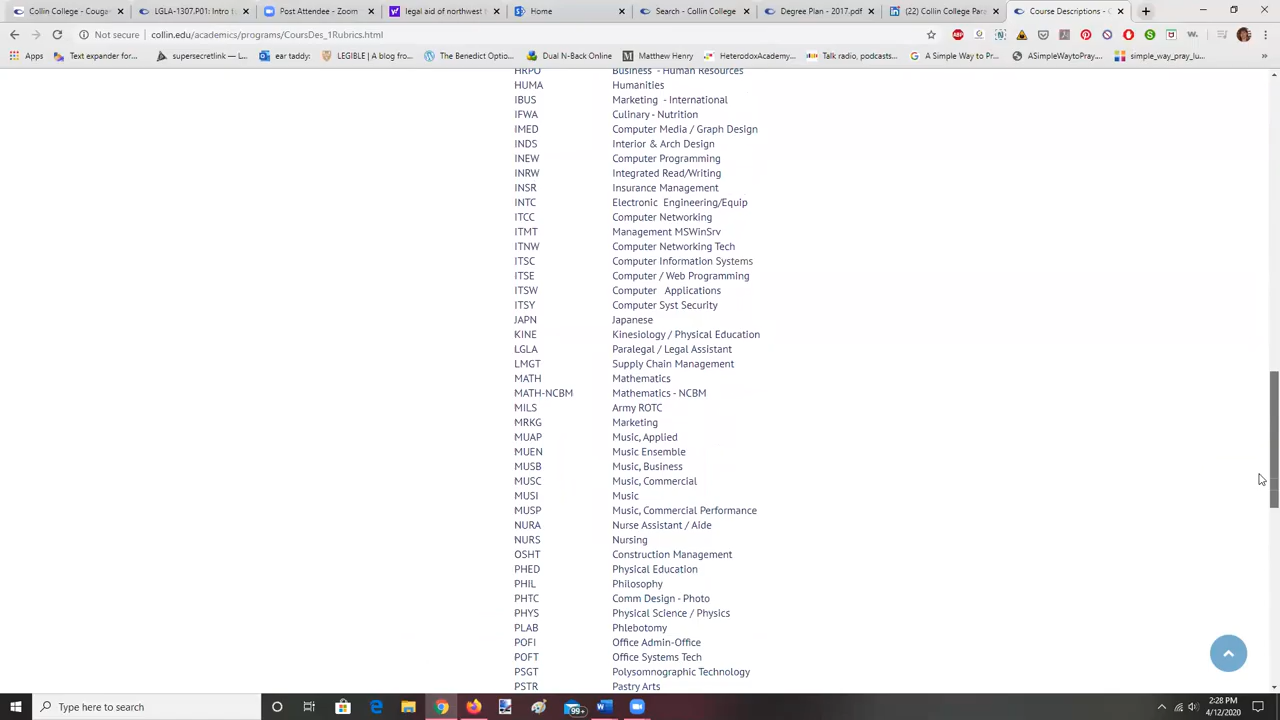 Collin College - Couge
LGLA-1307.P01: Intro t
Post Attendee - Zoom
legal aid of northwest
Home
Search - Collin College
Degree Plan - 2017.pdf
(22) Collin College Para
Course Descriptions - C
Not secure | collin.edu/academics/programs/CoursDes_1Rubrics.html
Apps
Texpander
supersecretlink — L
ear taddy:
LEGIBLE | A blog fro
The Benedict Option
Dual N-Back Online
Matthew Henry
HeterodoxAcademy
Talk radio, podcasts
A Simple Way to Pr
ASimpleWaytoPray
simple_way_pray_lu
HRPO Business - Human Resources
HUMA Humanities
IBUS Marketing - International
IFWA Culinary - Nutrition
IMED Computer Media / Graph Design
INDS Interior & Arch Design
INEW Computer Programming
INRW Integrated Read/Writing
INSR Insurance Management
INTC Electronic Engineering/Equip
ITCC Computer Networking
ITMT Management MSWinSrv
ITNW Computer Networking Tech
ITSC Computer Information Systems
ITSE Computer / Web Programming
ITSW Computer Applications
ITSY Computer Syst Security
JAPN Japanese
KINE Kinesiology / Physical Education
LGLA Paralegal / Legal Assistant
LMGT Supply Chain Management
MATH Mathematics
MATH-NCBM Mathematics - NCBM
MILS Army ROTC
MRKG Marketing
MUAP Music, Applied
MUEN Music Ensemble
MUSB Music, Business
MUSC Music, Commercial
MUSI Music
MUSP Music, Commercial Performance
NURA Nurse Assistant / Aide
NURS Nursing
OSHT Construction Management
PHED Physical Education
PHIL Philosophy
PHTC Comm Design - Photo
PHYS Physical Science / Physics
PLAB Phlebotomy
POFI Office Admin-Office
POFT Office Systems Tech
PSGT Polysomnographic Technology
PSTR Pastry Arts
Type here to search
99+
2:28 PM
4/12/2020